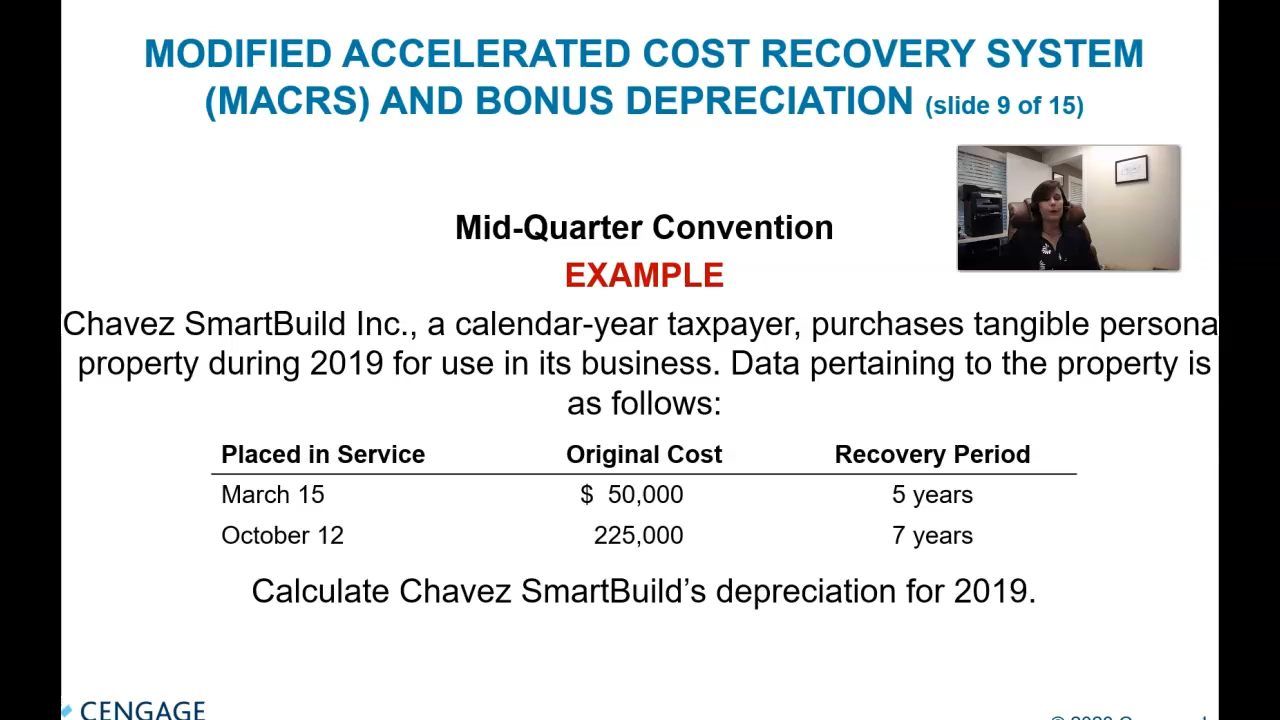 MODIFIED ACCELERATED COST RECOVERY SYSTEM
(MACRS) AND BONUS DEPRECIATION (slide 9 of 15)
Mid-Quarter Convention
EXAMPLE
Chavez SmartBuild Inc., a calendar-year taxpayer, purchases tangible persona
property during 2019 for use in its business. Data pertaining to the property is
as follows:
Placed in Service Original Cost Recovery Period
March 15 $ 50,000 5 years
October 12 225,000 7 years
Calculate Chavez SmartBuild’s depreciation for 2019.
CENGAGE